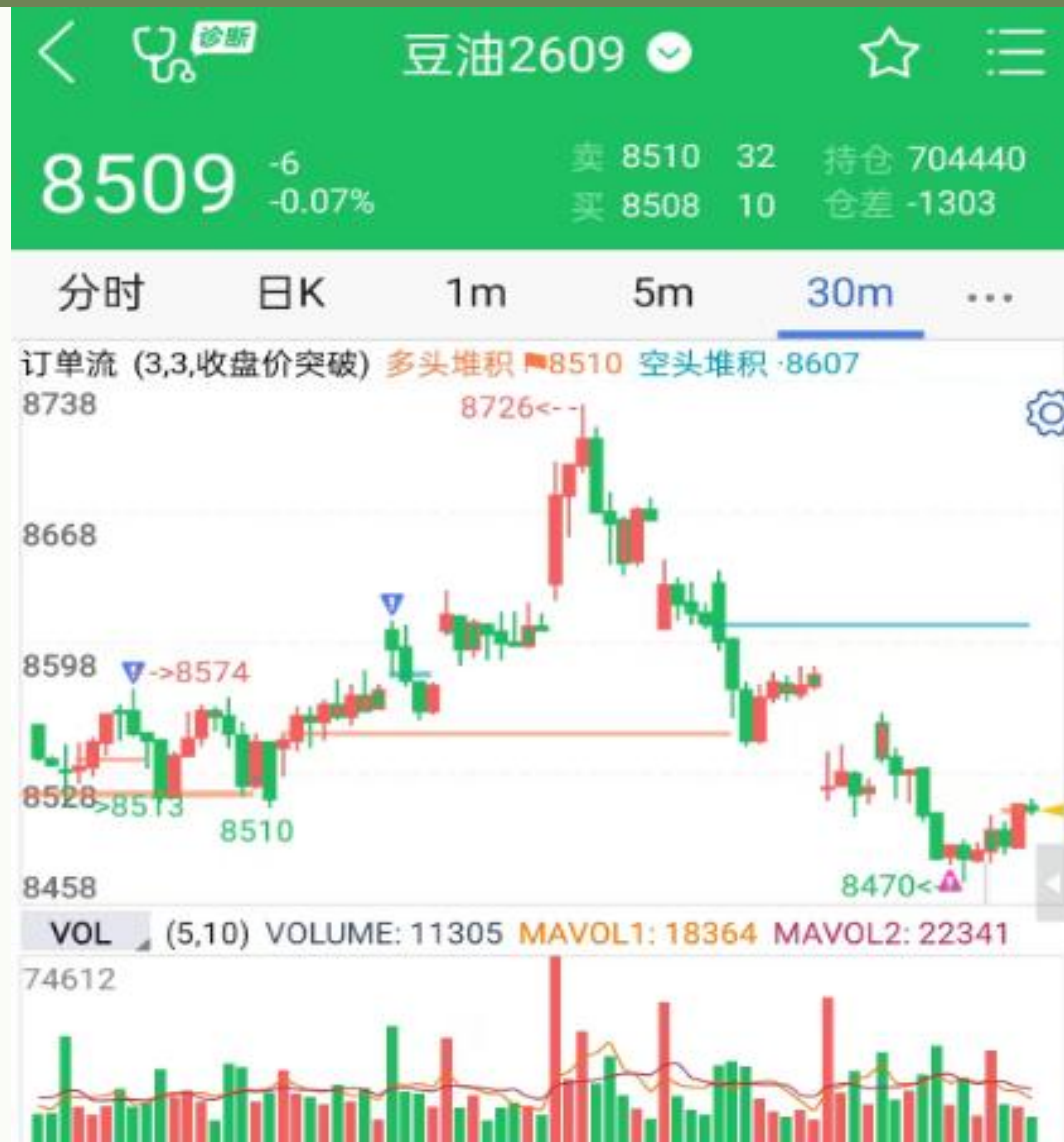 诊断 豆油2609
8509 -6 -0.07% 卖 8510 32 持仓 704440
买 8508 10 仓差 -1303
分时 日K 1m 5m 30m ...
订单流 (3,3,收盘价突破) 多头堆积 8510 空头堆积 ·8607
8738
8726<--
8668
8598
->8574
8528
>8513
8510
8470<-
8458
VOL (5,10) VOLUME: 11305 MAVOL1: 18364 MAVOL2: 22341
74612